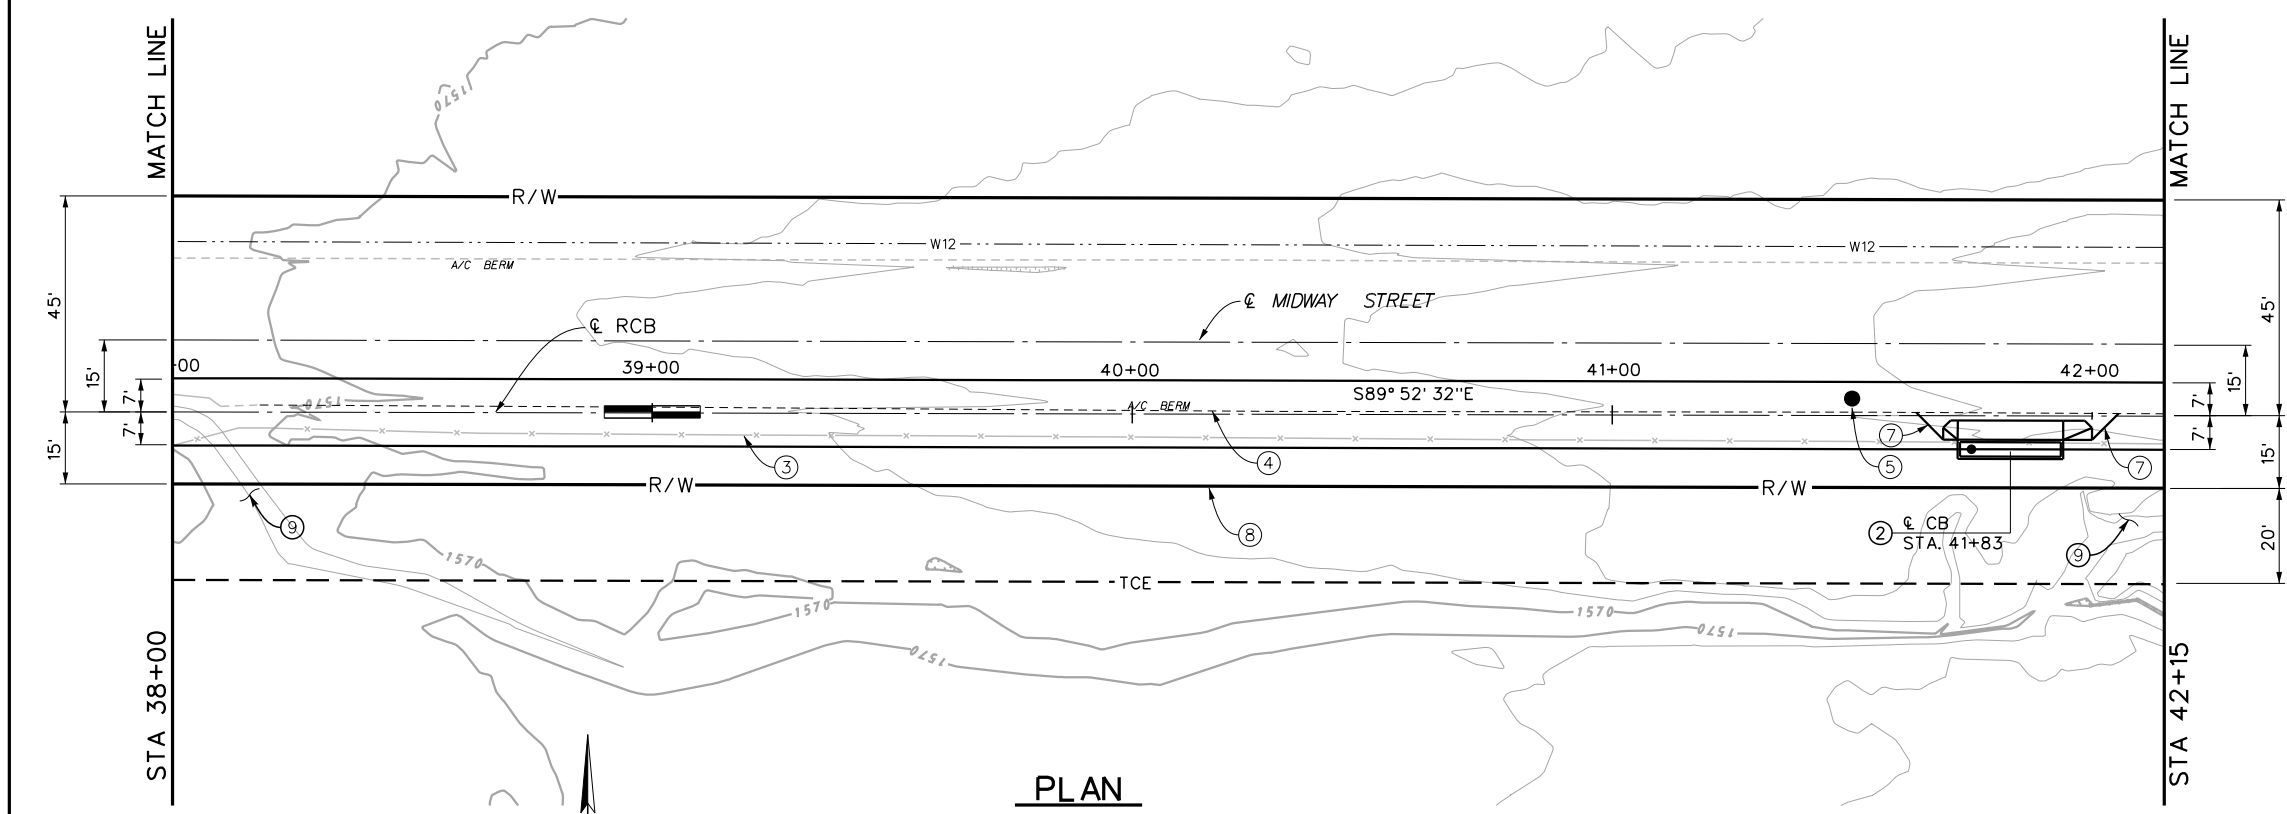 MATCH LINE
MATCH LINE
1570
R/W
W12
W12
A/C BERM
45'
45'
℄ MIDWAY STREET
℄ RCB
15'
15'
-00
39+00
40+00
41+00
42+00
7'
7'
S89° 52' 32"E
1570
A/C BERM
7'
7'
15'
15'
3
4
7
5
7
R/W
R/W
9
8
2
℄ CB
STA. 41+83
9
20'
1570
TCE
1570
1570
1570
1570
STA 38+00
STA 42+15
PLAN